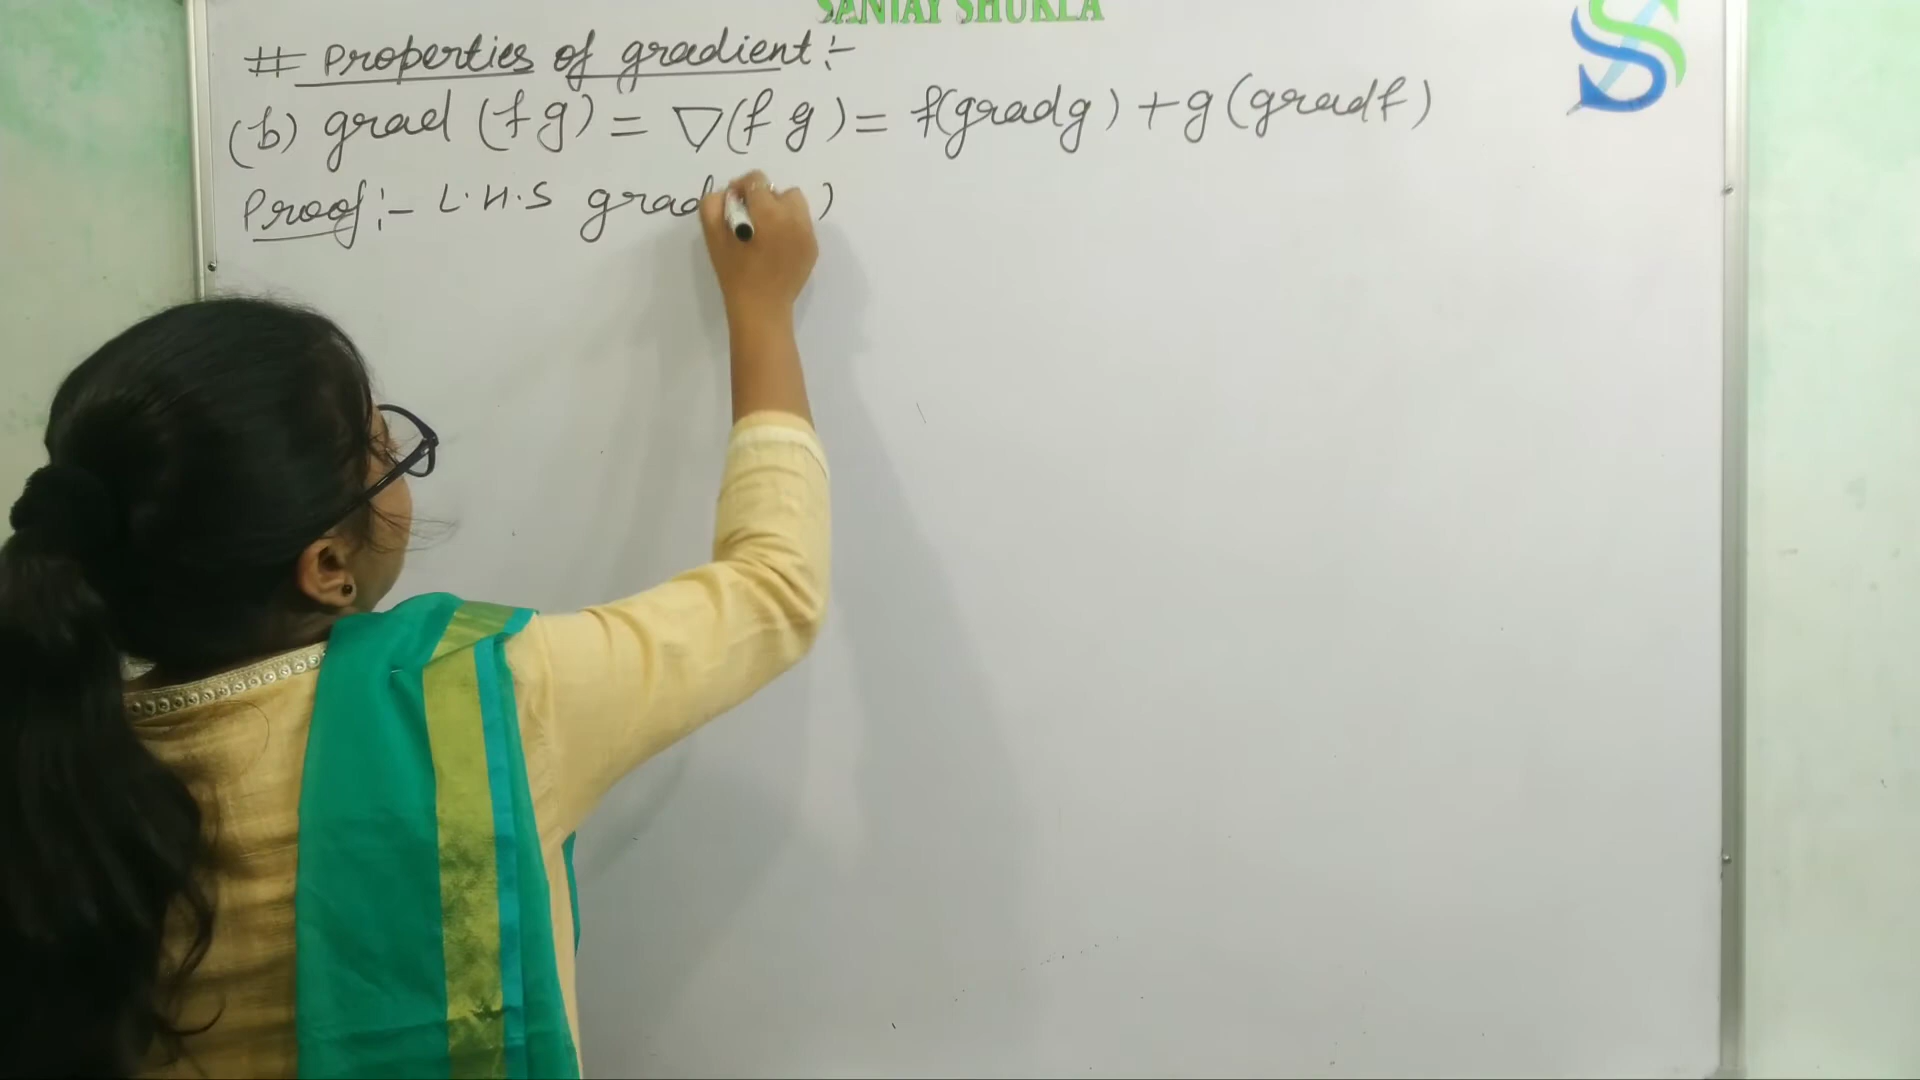 SANJAY SHUKLA
# Properties of gradient :-
(b) grad (f g) = ∇(f g) = f(grad g) + g (grad f)
Proof :- L.H.S grad )